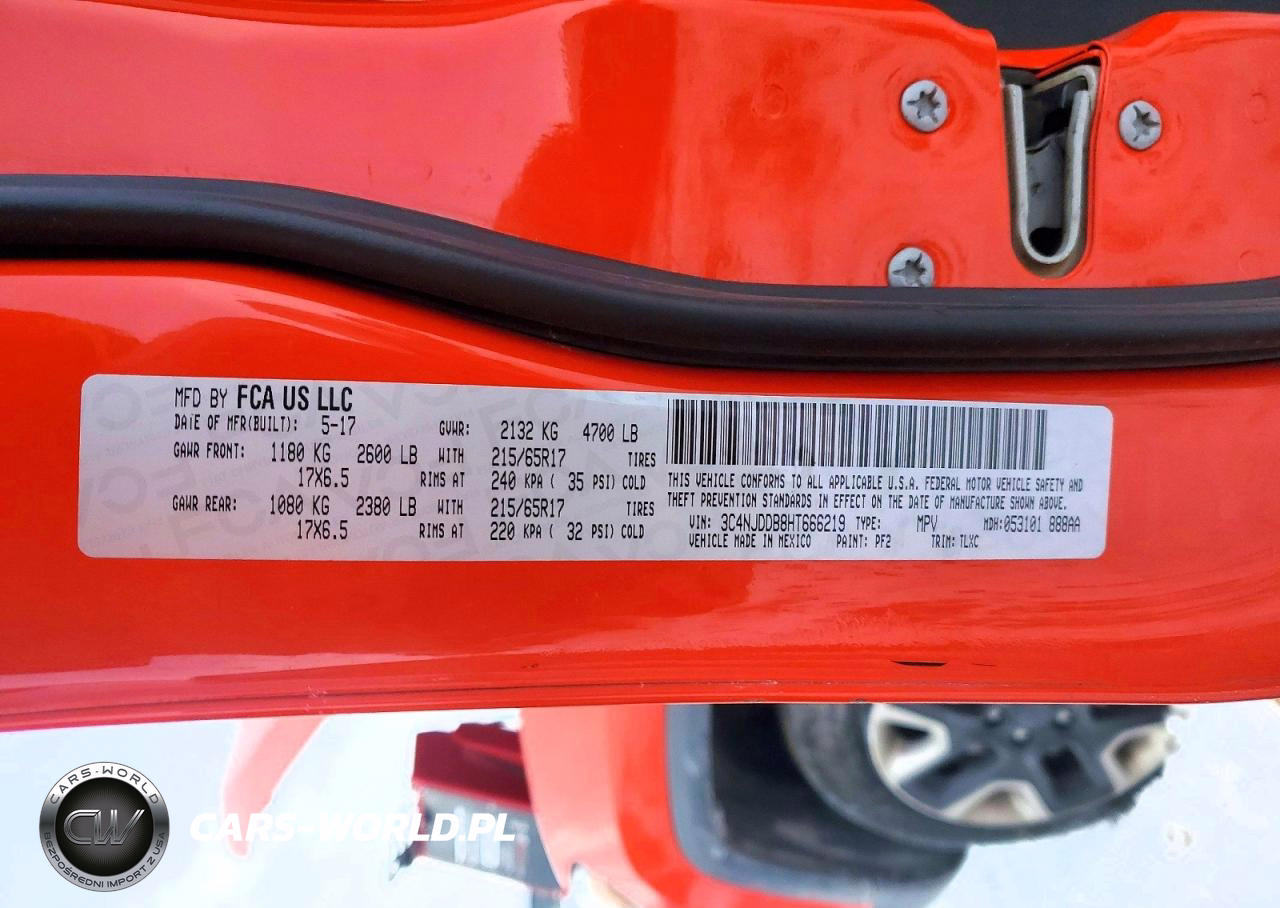 MFD BY FCA US LLC
DATE OF MFR(BUILT): 5-17 GVWR: 2132 KG 4700 LB
GAWR FRONT: 1180 KG 2600 LB WITH 215/65R17 TIRES
17X6.5 RIMS AT 240 KPA ( 35 PSI) COLD
GAWR REAR: 1080 KG 2380 LB WITH 215/65R17 TIRES
17X6.5 RIMS AT 220 KPA ( 32 PSI) COLD
THIS VEHICLE CONFORMS TO ALL APPLICABLE U.S.A. FEDERAL MOTOR VEHICLE SAFETY AND
THEFT PREVENTION STANDARDS IN EFFECT ON THE DATE OF MANUFACTURE SHOWN ABOVE.
VIN: 3C4NJDDB8HT666219 TYPE: MPV MDH: 053101 888AA
VEHICLE MADE IN MEXICO PAINT: PF2 TRIM: TLXC
CARS-WORLD
CW
BEZPOŚREDNI IMPORT Z USA
CARS-WORLD.PL